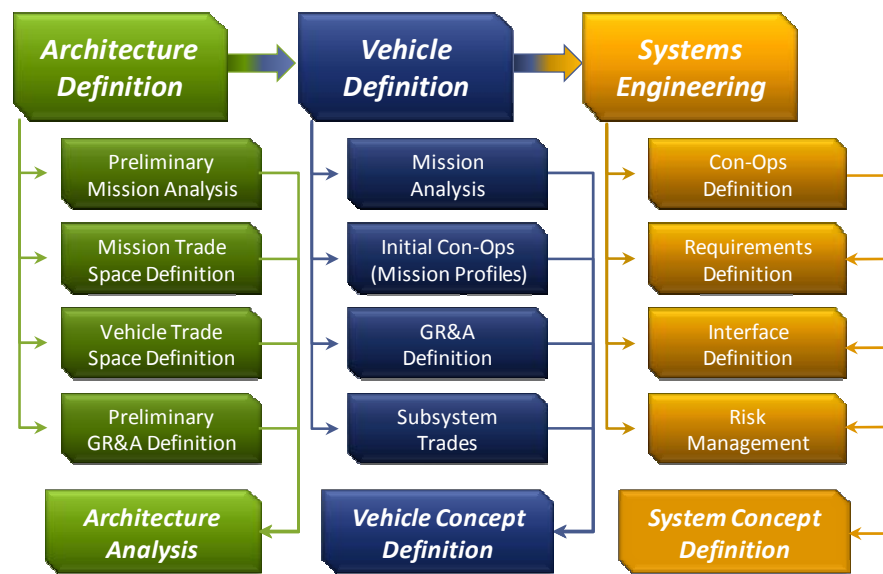 Architecture
Definition
Vehicle
Definition
Systems
Engineering
Preliminary
Mission Analysis
Mission Trade
Space Definition
Vehicle Trade
Space Definition
Preliminary
GR&A Definition
Architecture
Analysis
Mission
Analysis
Initial Con-Ops
(Mission Profiles)
GR&A
Definition
Subsystem
Trades
Vehicle Concept
Definition
Con-Ops
Definition
Requirements
Definition
Interface
Definition
Risk
Management
System Concept
Definition